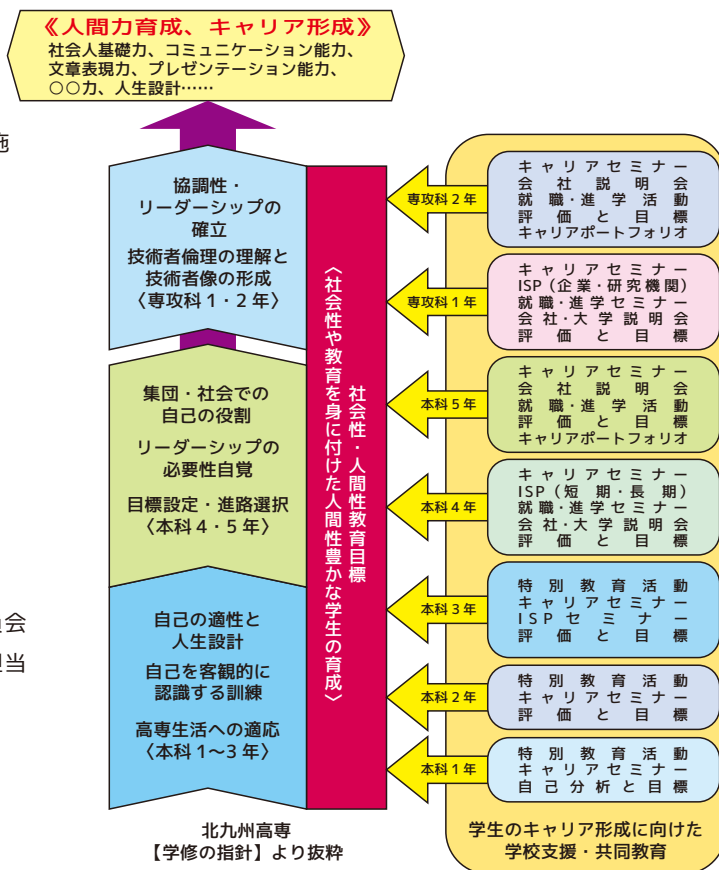 《人間力育成、キャリア形成》
社会人基礎力、コミュニケーション能力、
文章表現力、プレゼンテーション能力、
○○力、人生設計……
施
協調性・
リーダーシップの
確立
技術者倫理の理解と
技術者像の形成
〈専攻科1・2年〉
集団・社会での
自己の役割
リーダーシップの
必要性自覚
目標設定・進路選択
〈本科4・5年〉
自己の適性と
人生設計
自己を客観的に
認識する訓練
高専生活への適応
〈本科1〜3年〉
社会性・人間性教育目標
〈社会性や教育を身に付けた人間性豊かな学生の育成〉
専攻科2年
キャリアセミナー
会社説明会
就職・進学活動
評価と目標
キャリアポートフォリオ
専攻科1年
キャリアセミナー
ISP(企業・研究機関)
就職・進学セミナー
会社・大学説明会
評価と目標
本科5年
キャリアセミナー
会社説明会
就職・進学活動
評価と目標
キャリアポートフォリオ
本科4年
キャリアセミナー
ISP(短期・長期)
就職・進学セミナー
会社・大学説明会
評価と目標
本科3年
特別教育活動
キャリアセミナー
ISPセミナー
評価と目標
本科2年
特別教育活動
キャリアセミナー
評価と目標
本科1年
特別教育活動
キャリアセミナー
自己分析と目標
会
当
北九州高専
【学修の指針】より抜粋
学生のキャリア形成に向けた
学校支援・共同教育